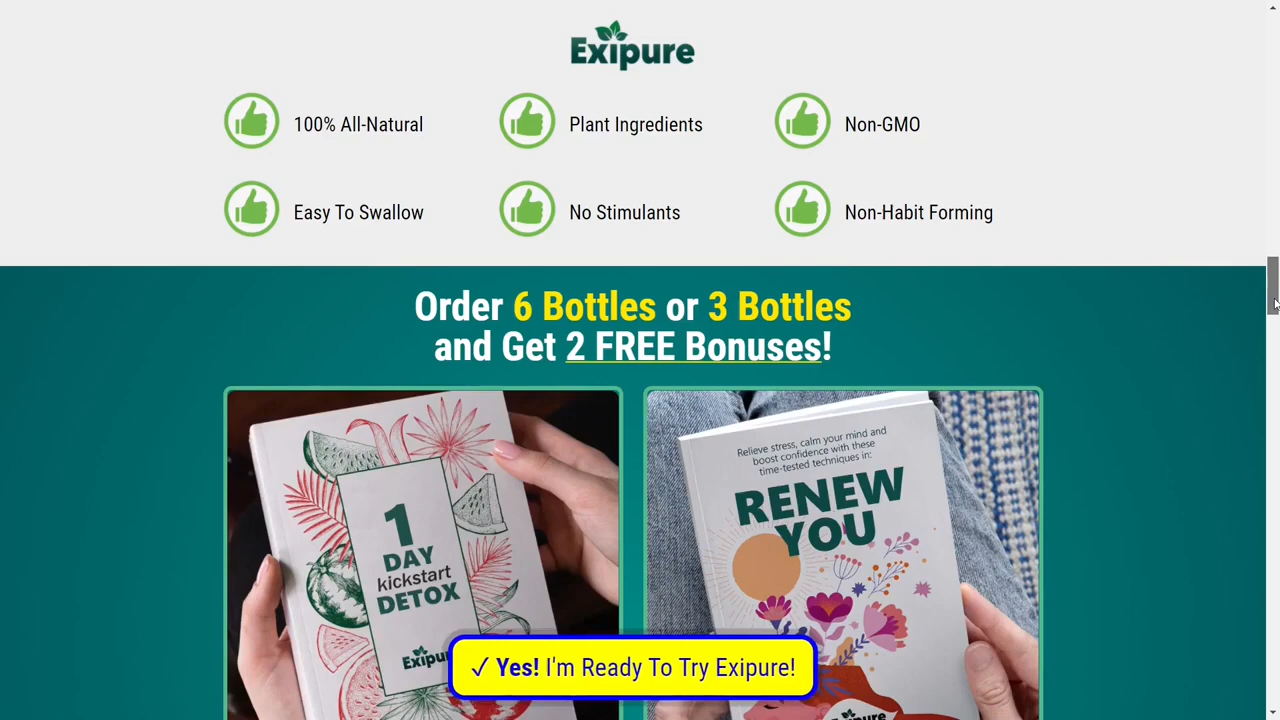 Exipure
100% All-Natural
Plant Ingredients
Non-GMO
Easy To Swallow
No Stimulants
Non-Habit Forming
Order 6 Bottles or 3 Bottles
and Get 2 FREE Bonuses!
1
DAY
kickstart
DETOX
Relieve stress, calm your mind and
boost confidence with these
time-tested techniques in:
RENEW
YOU
✓ Yes! I'm Ready To Try Exipure!
Exipure